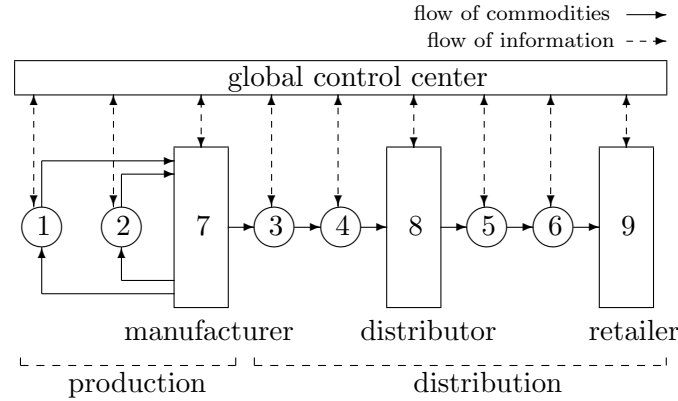 flow of commodities
flow of information
global control center
1 2 7 3 4 8 5 6 9
manufacturer distributor retailer
production distribution